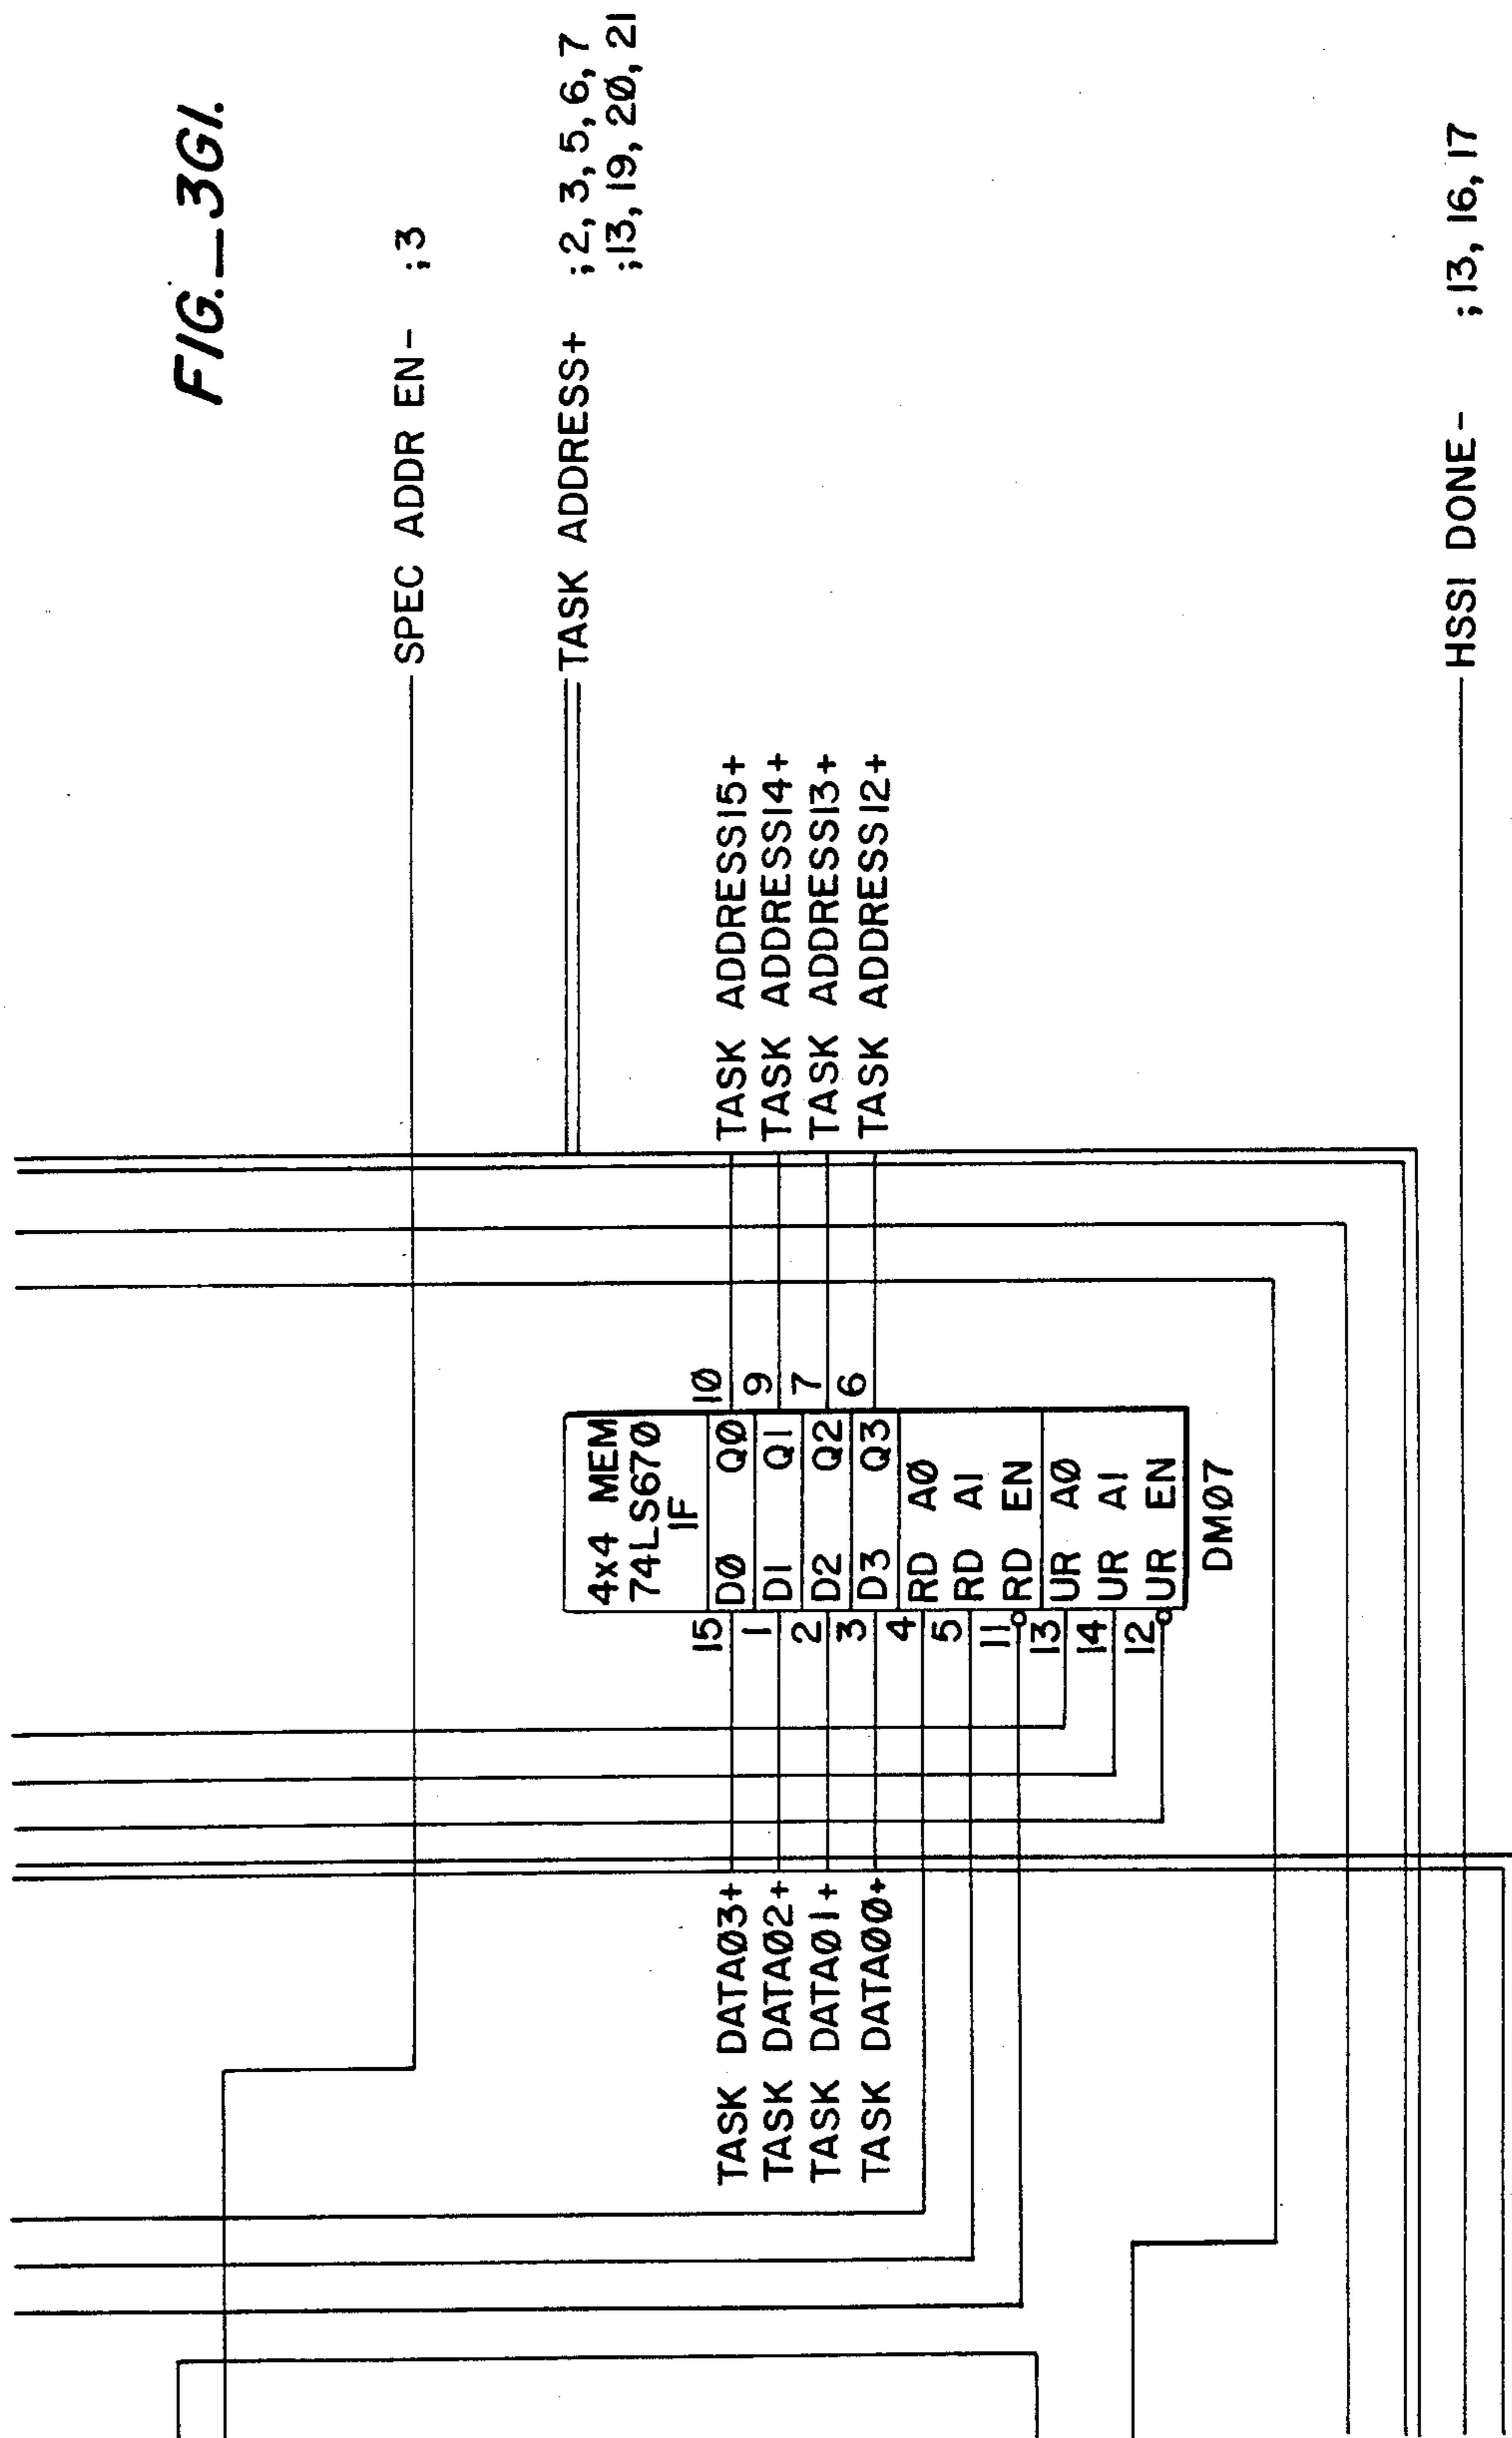 FIG._3G1.
SPEC ADDR EN- ;3
TASK ADDRESS+ ;2,3,5,6,7
;13,19,2Ø,21
4x4 MEM
74LS670
1F
TASK DATAØ3+ 15 DØ QØ 1Ø TASK ADDRESS15+
TASK DATAØ2+ 1 D1 Q1 9 TASK ADDRESS14+
TASK DATAØ1+ 2 D2 Q2 7 TASK ADDRESS13+
TASK DATAØØ+ 3 D3 Q3 6 TASK ADDRESS12+
4 RD AØ
5 RD A1
11 RD EN
13 UR AØ
14 UR A1
12 UR EN
DMØ7
HSSI DONE- ;13,16,17